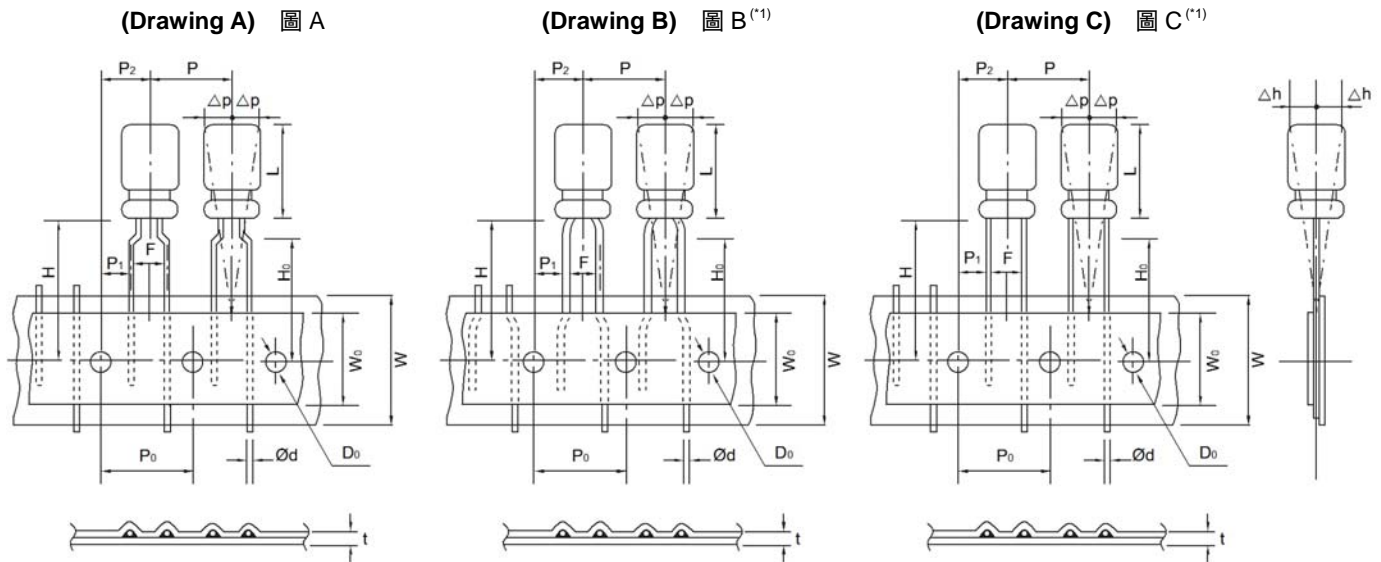 (Drawing A) 圖 A
(Drawing B) 圖 B(*1)
(Drawing C) 圖 C(*1)
P2 P
△p △p
L
H
P1 F
H0
W0
W
P0
Ød
D0
t
P2 P
△p △p
L
H
P1 F
H0
W0
W
P0
Ød
D0
t
P2 P
△p △p
L
H
P1 F
H0
W0
W
P0
Ød
D0
t
△h △h